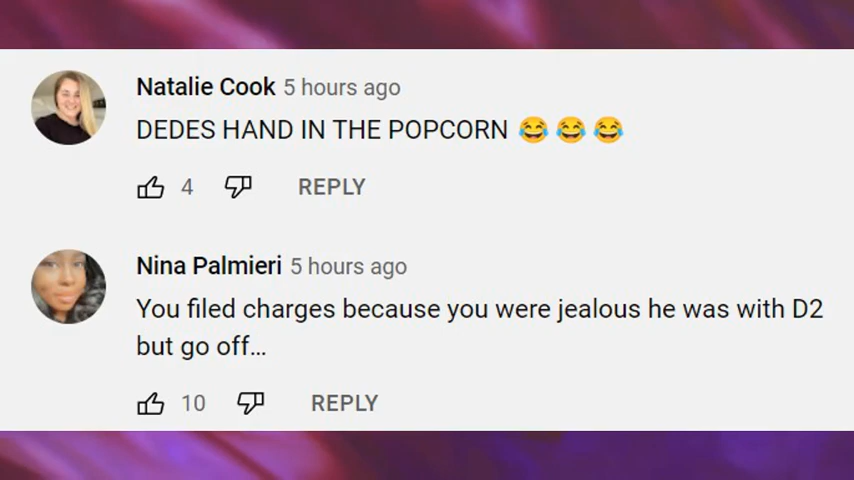 Natalie Cook 5 hours ago
DEDES HAND IN THE POPCORN 😂 😂 😂
4 REPLY
Nina Palmieri 5 hours ago
You filed charges because you were jealous he was with D2
but go off...
10 REPLY